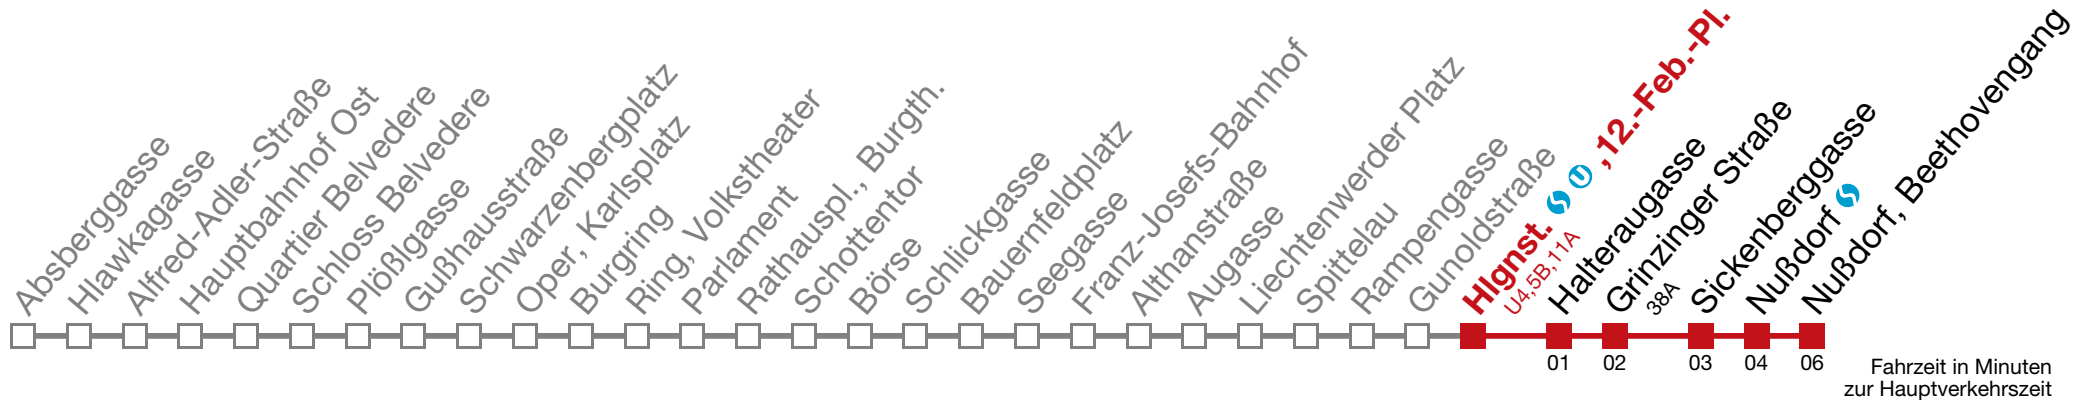 Absberggasse
Hlawkagasse
Alfred-Adler-Straße
Hauptbahnhof Ost
Quartier Belvedere
Schloss Belvedere
Plößlgasse
Gußhausstraße
Schwarzenbergplatz
Oper, Karlsplatz
Burgring
Ring, Volkstheater
Parlament
Rathauspl., Burgth.
Schottentor
Börse
Schlickgasse
Bauernfeldplatz
Seegasse
Franz-Josefs-Bahnhof
Althanstraße
Augasse
Liechtenwerder Platz
Spittelau
Rampengasse
Gunoldstraße
Hlgnst. S U ,12.-Feb.-Pl.
U4,5B,11A
Halteraugasse
Grinzinger Straße
38A
Sickenberggasse
Nußdorf S
Nußdorf, Beethovengang
01 02 03 04 06
Fahrzeit in Minuten
zur Hauptverkehrszeit